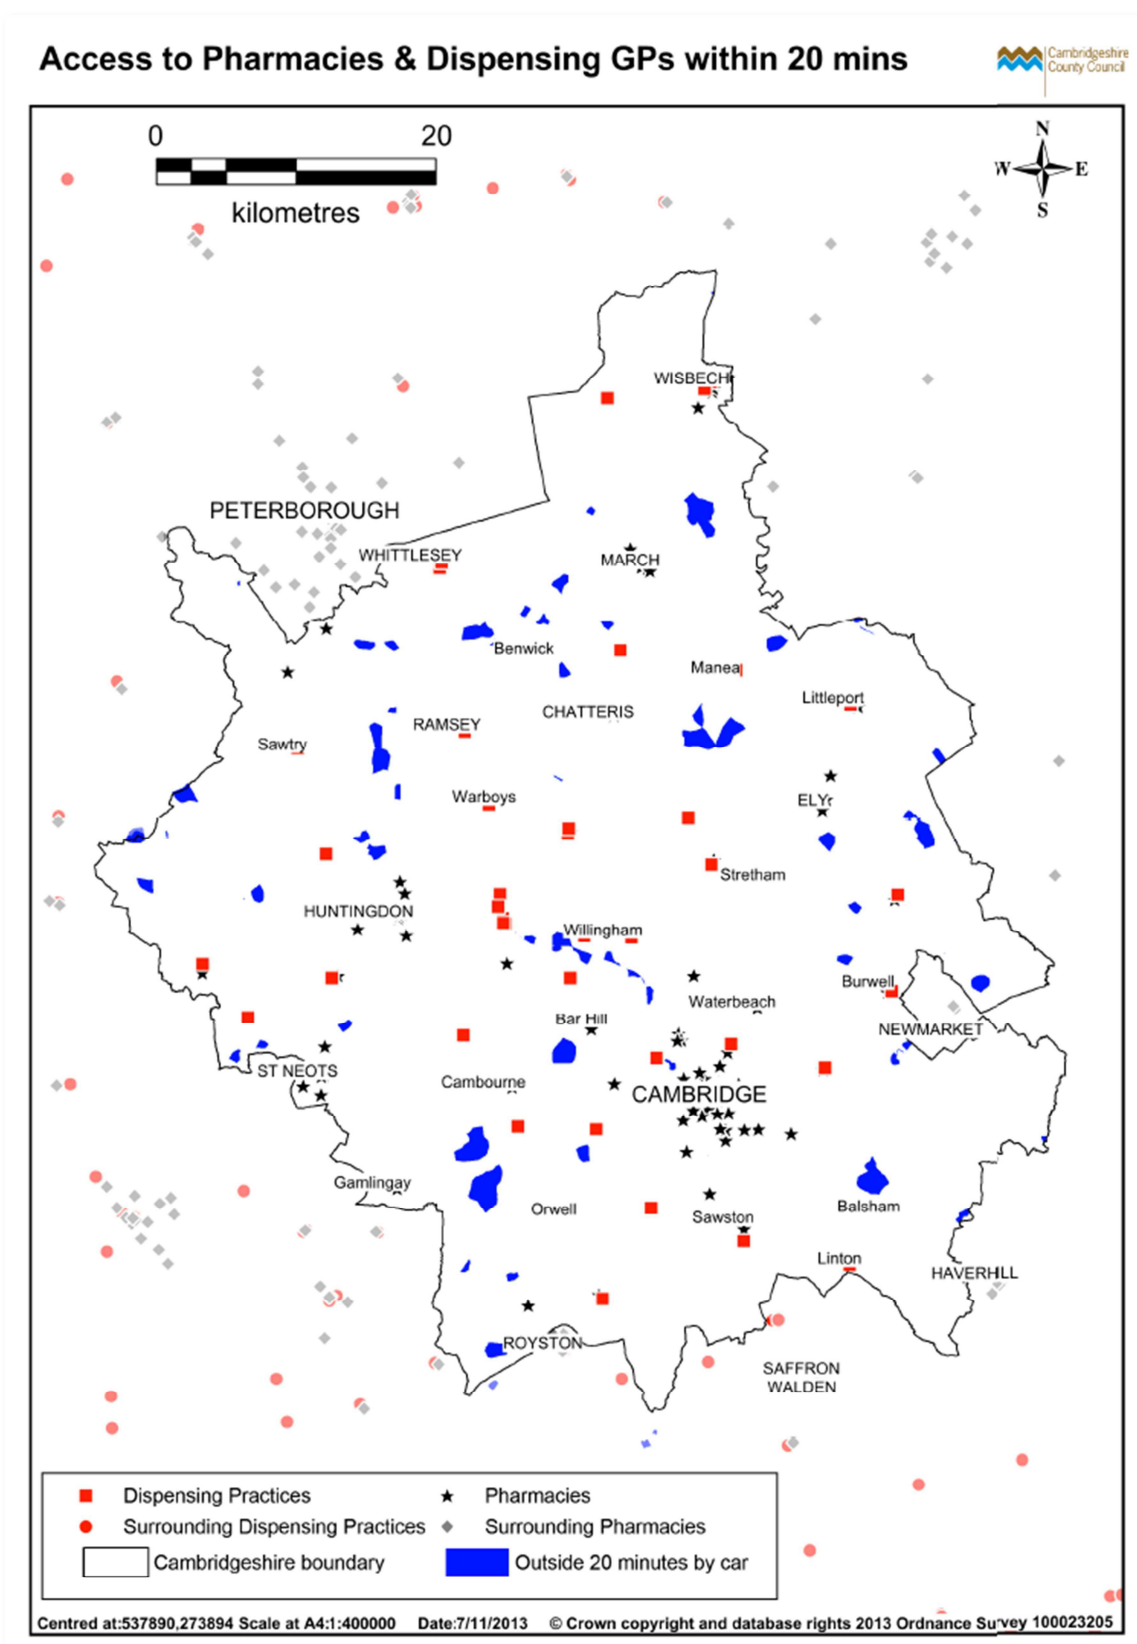 Access to Pharmacies & Dispensing GPs within 20 mins
Cambridgeshire
County Council
0 20
kilometres
N
W E
S
WISBECH
PETERBOROUGH
WHITTLESEY
MARCH
Benwick
Manea
Littleport
CHATTERIS
RAMSEY
Sawtry
Warboys
ELY
Stretham
HUNTINGDON
Willingham
Burwell
Waterbeach
Bar Hill
NEWMARKET
ST NEOTS
Cambourne
CAMBRIDGE
Gamlingay
Orwell
Sawston
Balsham
Linton
HAVERHILL
ROYSTON
SAFFRON
WALDEN
Dispensing Practices Pharmacies
Surrounding Dispensing Practices Surrounding Pharmacies
Cambridgeshire boundary Outside 20 minutes by car
Centred at:537890,273894 Scale at A4:1:400000 Date:7/11/2013 © Crown copyright and database rights 2013 Ordnance Survey 100023205